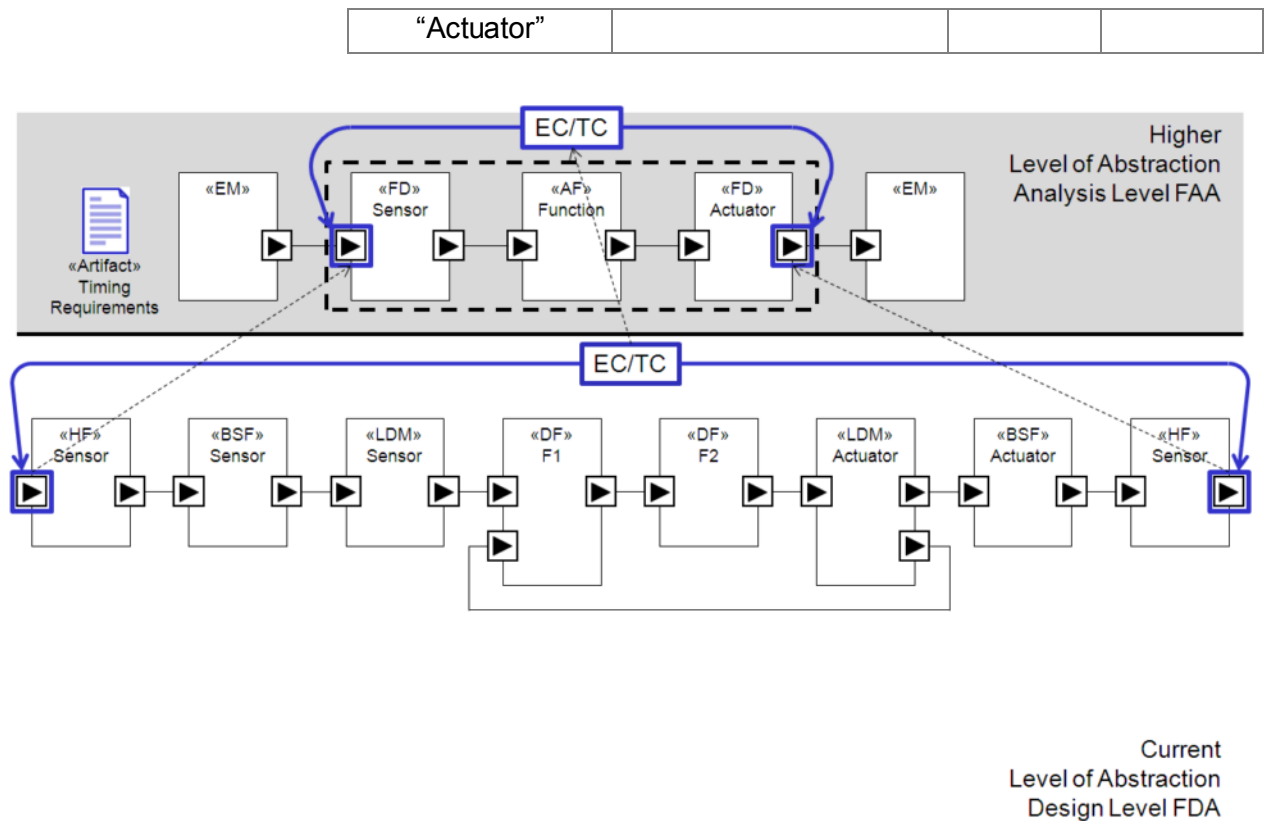 “Actuator”
EC/TC
Higher
Level of Abstraction
Analysis Level FAA
«EM»
«FD»
Sensor
«AF»
Function
«FD»
Actuator
«EM»
«Artifact»
Timing
Requirements
EC/TC
«HF»
Sensor
«BSF»
Sensor
«LDM»
Sensor
«DF»
F1
«DF»
F2
«LDM»
Actuator
«BSF»
Actuator
«HF»
Sensor
Current
Level of Abstraction
Design Level FDA